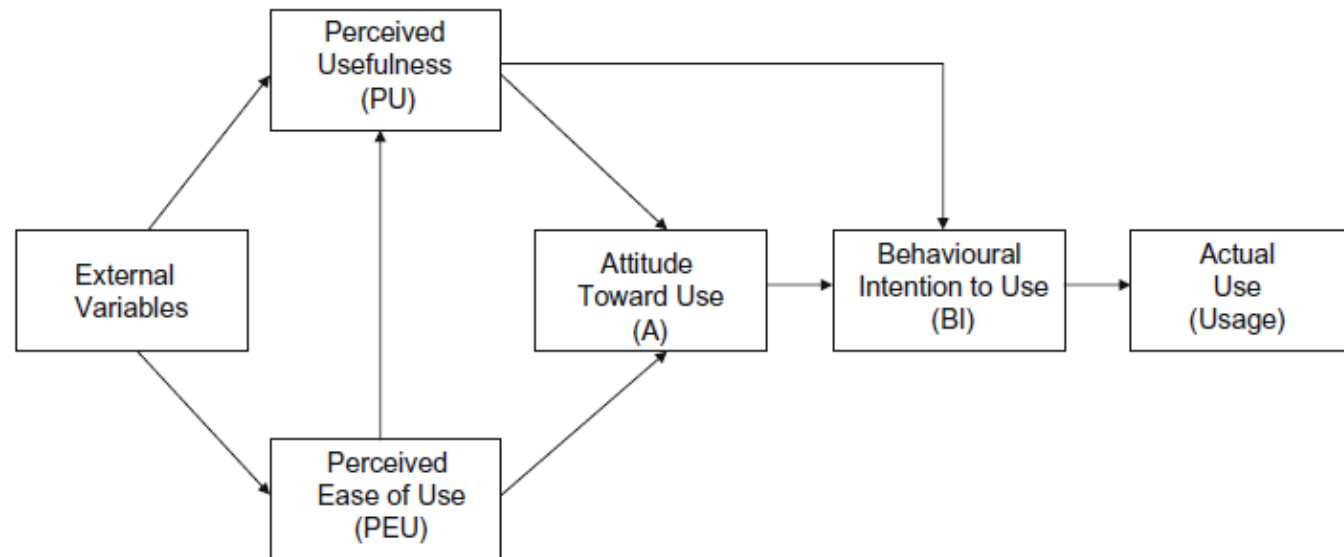 Perceived
Usefulness
(PU)
External
Variables
Attitude
Toward Use
(A)
Behavioural
Intention to Use
(BI)
Actual
Use
(Usage)
Perceived
Ease of Use
(PEU)